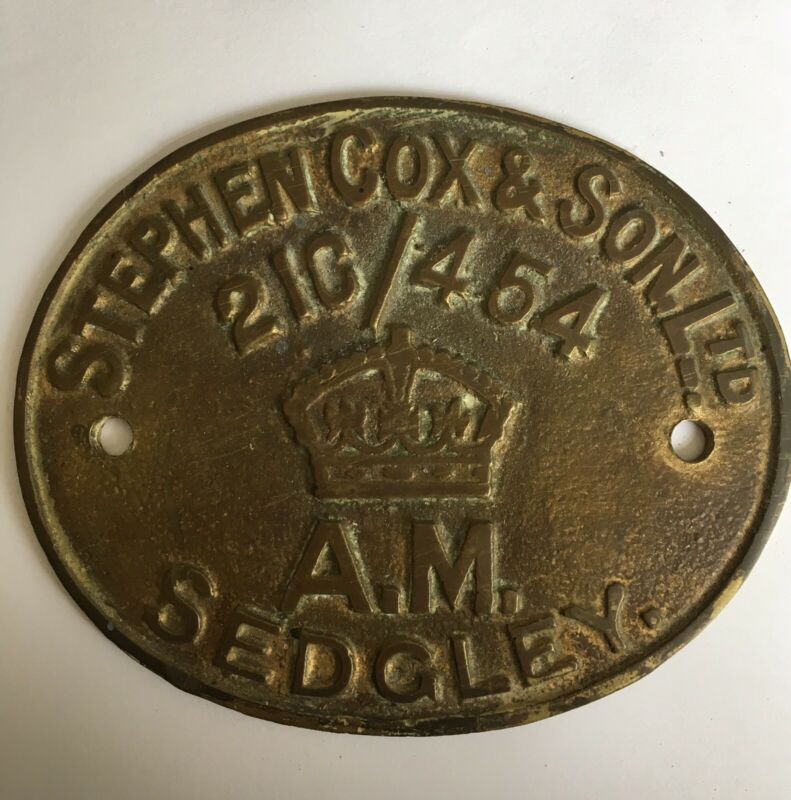 STEPHEN COX & SON. LTD
21C/454
A.M.
SEDGLEY.